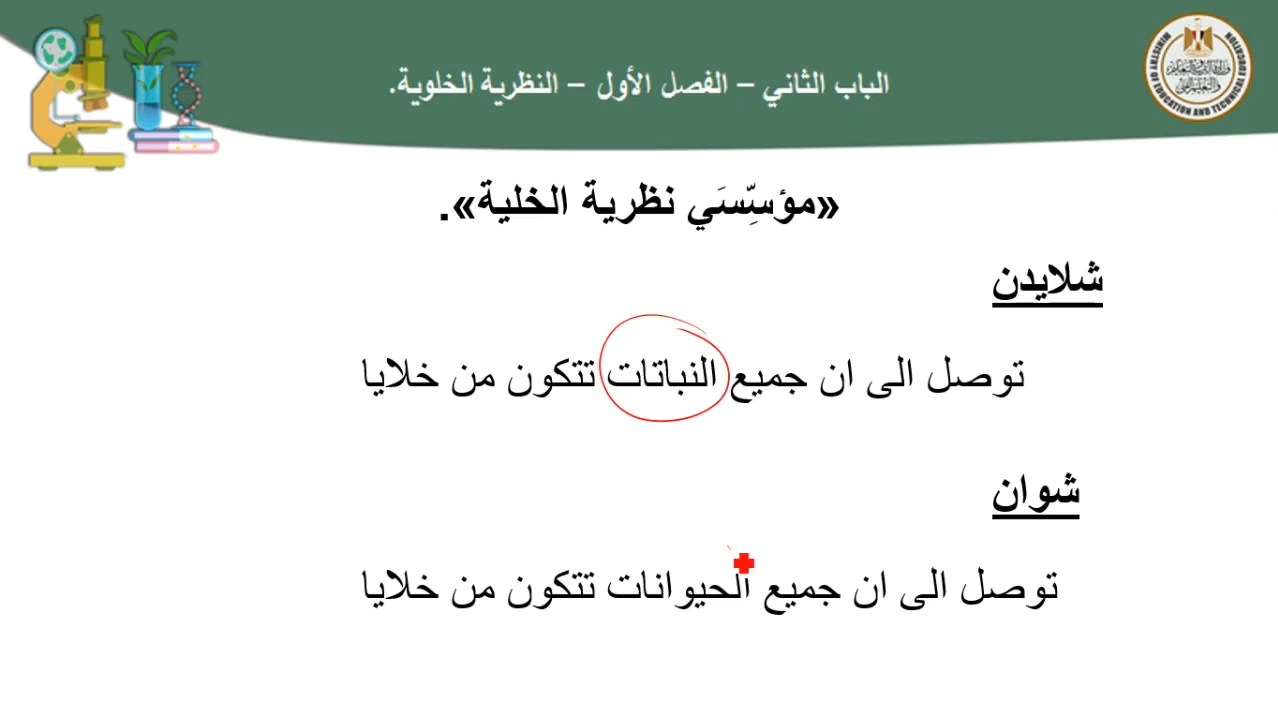 الباب الثاني – الفصل الأول – النظرية الخلوية.
«مؤسِّسَي نظرية الخلية».
شلايدن
توصل الى ان جميع النباتات تتكون من خلايا
شوان
توصل الى ان جميع الحيوانات تتكون من خلايا